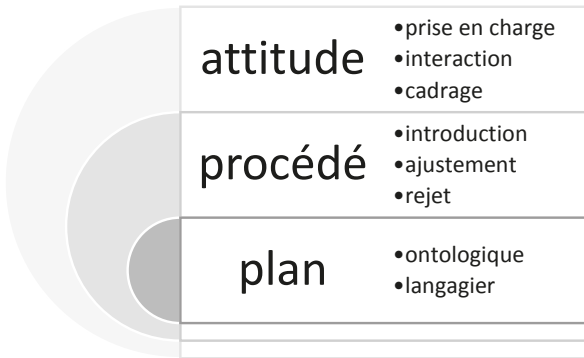 attitude
•prise en charge
•interaction
•cadrage
procédé
•introduction
•ajustement
•rejet
plan
•ontologique
•langagier